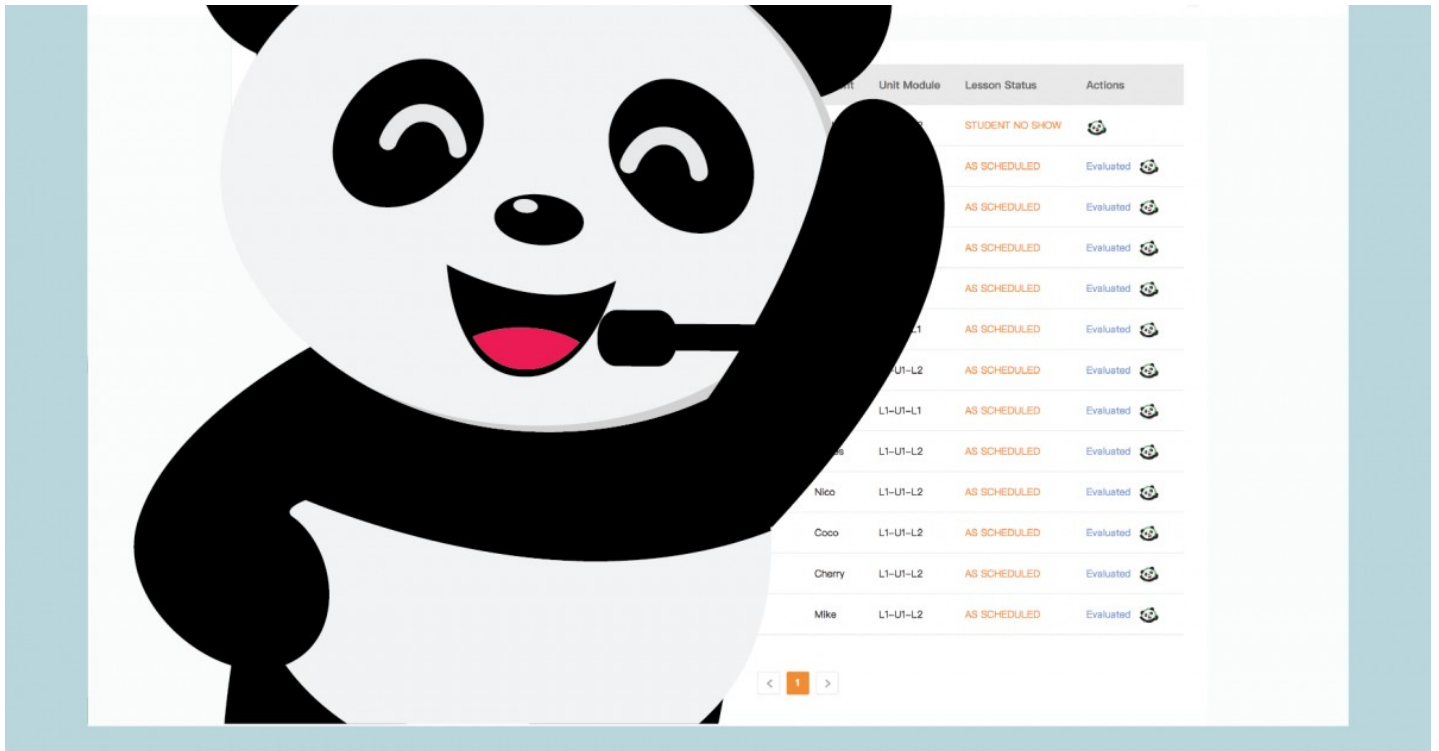 Unit Module Lesson Status Actions
STUDENT NO SHOW
AS SCHEDULED Evaluated
AS SCHEDULED Evaluated
AS SCHEDULED Evaluated
AS SCHEDULED Evaluated
AS SCHEDULED Evaluated
AS SCHEDULED Evaluated
L1-U1-L1 AS SCHEDULED Evaluated
L1-U1-L2 AS SCHEDULED Evaluated
Nico L1-U1-L2 AS SCHEDULED Evaluated
Coco L1-U1-L2 AS SCHEDULED Evaluated
Cherry L1-U1-L2 AS SCHEDULED Evaluated
Mike L1-U1-L2 AS SCHEDULED Evaluated
< 1 >